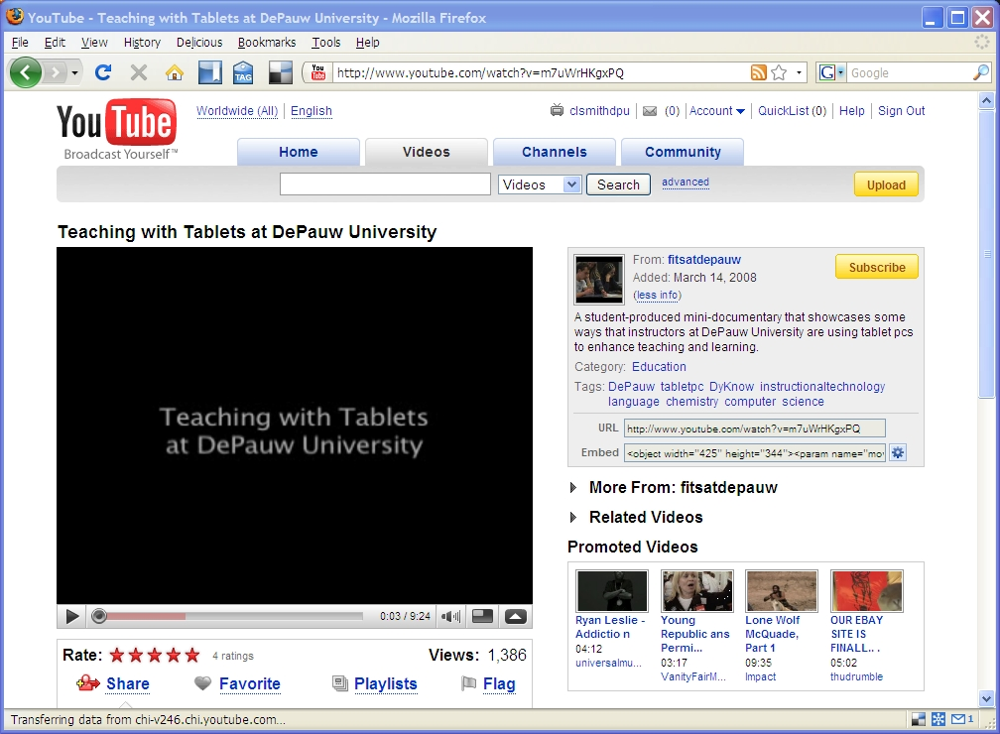 YouTube - Teaching with Tablets at DePauw University - Mozilla Firefox
File Edit View History Delicious Bookmarks Tools Help
TAG You Tube http://www.youtube.com/watch?v=m7uWrHKgxPQ G Google
You Tube
Broadcast Yourself™
Worldwide (All) English
clsmithdpu (0) Account QuickList (0) Help Sign Out
Home Videos Channels Community
Videos Search advanced Upload
Teaching with Tablets at DePauw University
Teaching with Tablets
at DePauw University
0:03 / 9:24
Rate: 4 ratings Views: 1,386
Share Favorite Playlists Flag
From: fitsatdepauw
Added: March 14, 2008
(less info)
Subscribe
A student-produced mini-documentary that showcases some
ways that instructors at DePauw University are using tablet pcs
to enhance teaching and learning.
Category: Education
Tags: DePauw tabletpc DyKnow instructionaltechnology
language chemistry computer science
URL http://www.youtube.com/watch?v=m7uWrHKgxPQ
Embed <object width="425" height="344"><param name="mov
More From: fitsatdepauw
Related Videos
Promoted Videos
Ryan Leslie -
Addictio n
04:12
universalmu...
Young
Republic ans
Permi...
03:17
VanityFairM...
Lone Wolf
McQuade,
Part 1
09:35
Impact
OUR EBAY
SITE IS
FINALL.. .
05:02
thudrumble
Transferring data from chi-v246.chi.youtube.com... 1